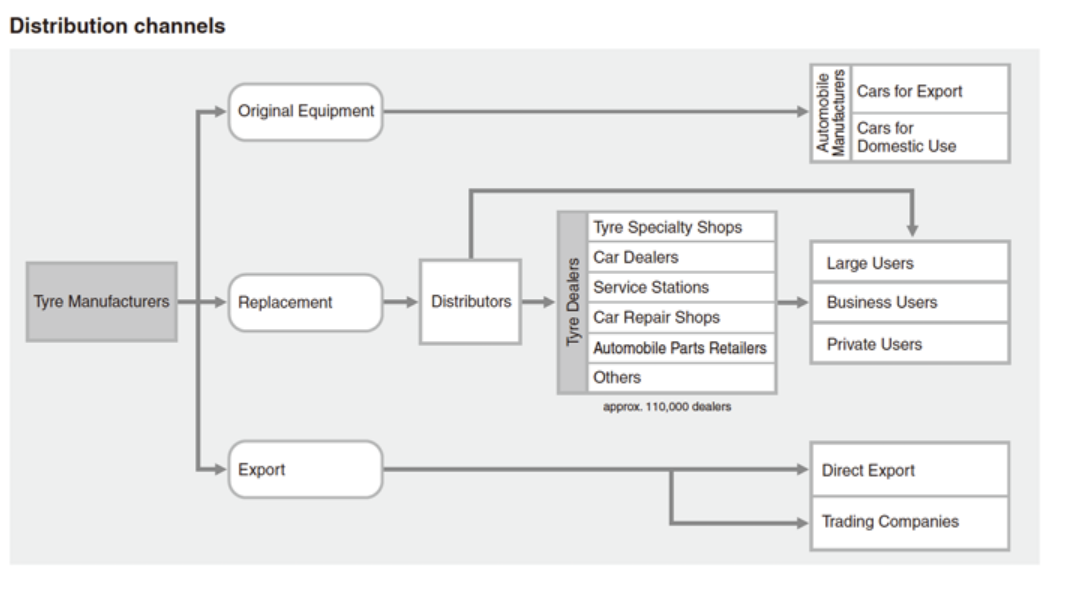 Distribution channels
Original Equipment
Automobile
Manufacturers
Cars for Export
Cars for
Domestic Use
Tyre Manufacturers
Replacement
Distributors
Tyre Dealers
Tyre Specialty Shops
Car Dealers
Service Stations
Car Repair Shops
Automobile Parts Retailers
Others
approx. 110,000 dealers
Large Users
Business Users
Private Users
Export
Direct Export
Trading Companies